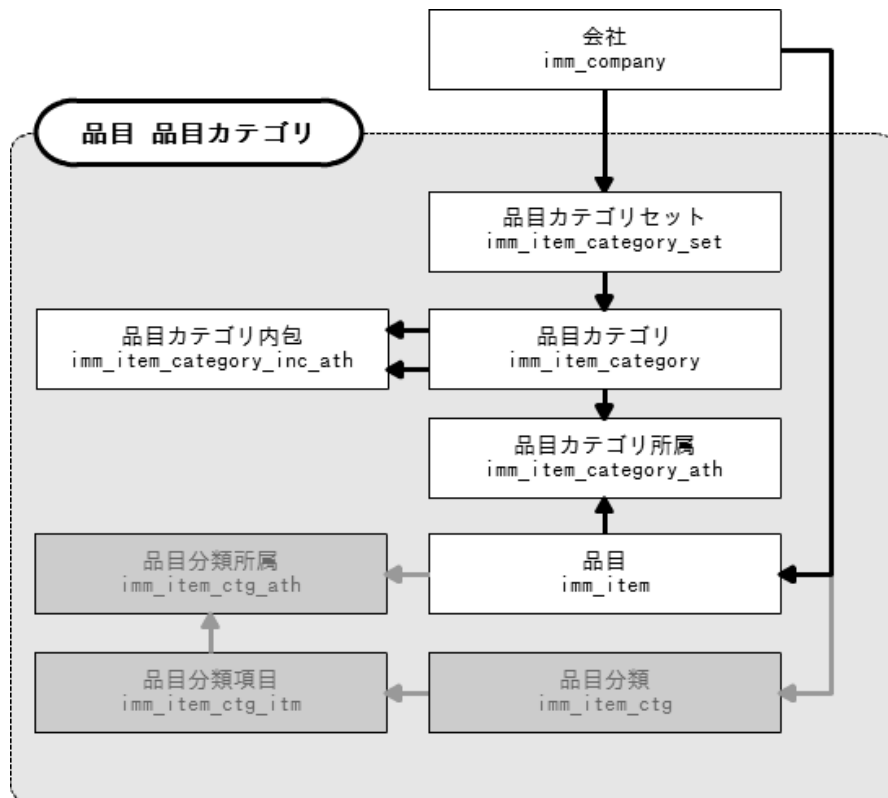 会社
imm_company
品目 品目カテゴリ
品目カテゴリセット
imm_item_category_set
品目カテゴリ内包
imm_item_category_inc_ath
品目カテゴリ
imm_item_category
品目カテゴリ所属
imm_item_category_ath
品目分類所属
imm_item_ctg_ath
品目
imm_item
品目分類項目
imm_item_ctg_itm
品目分類
imm_item_ctg